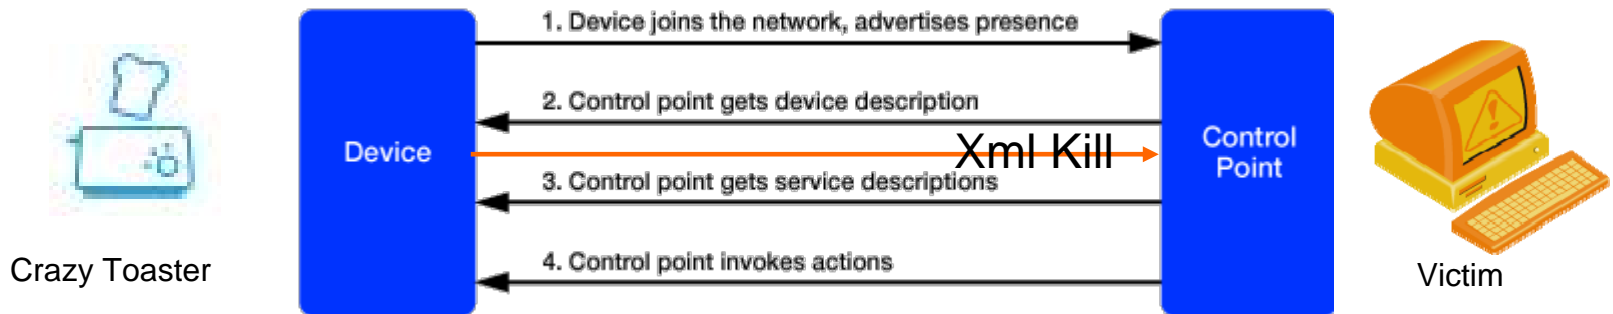 1. Device joins the network, advertises presence
2. Control point gets device description
Device
Xml Kill
Control
Point
3. Control point gets service descriptions
4. Control point invokes actions
Crazy Toaster
Victim